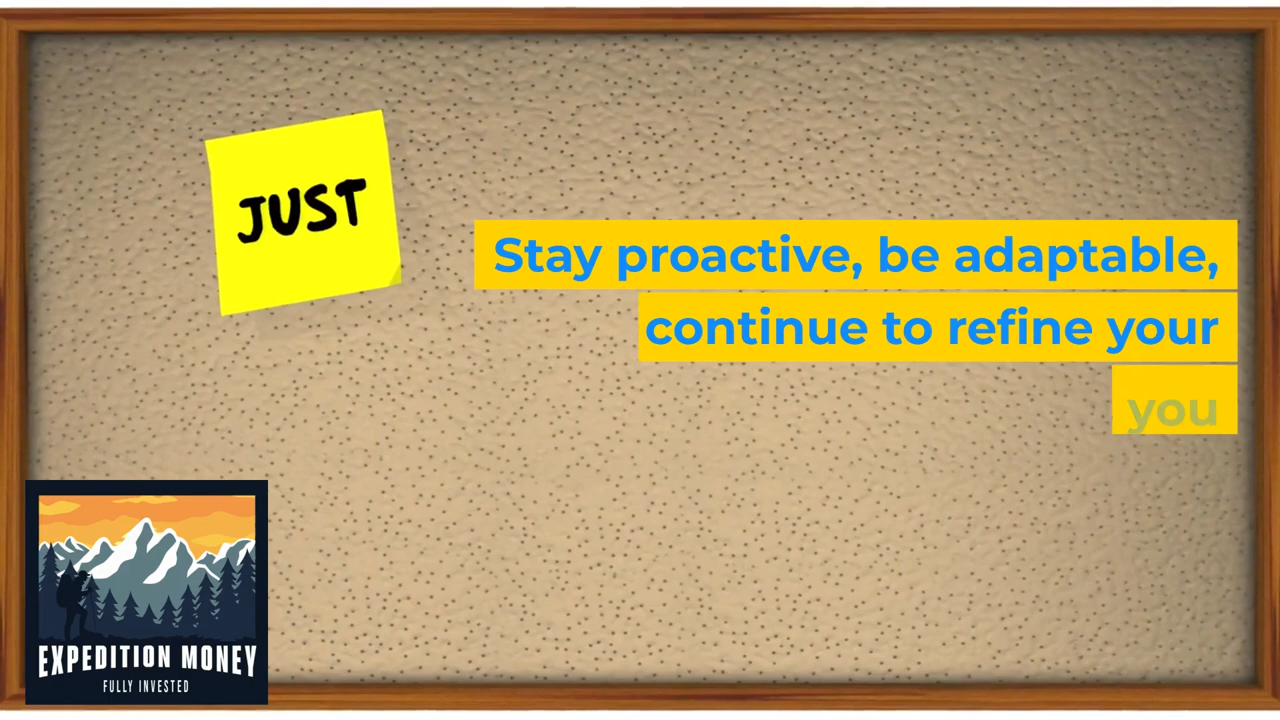 JUST
Stay proactive, be adaptable,
continue to refine your
you
EXPEDITION MONEY
FULLY INVESTED